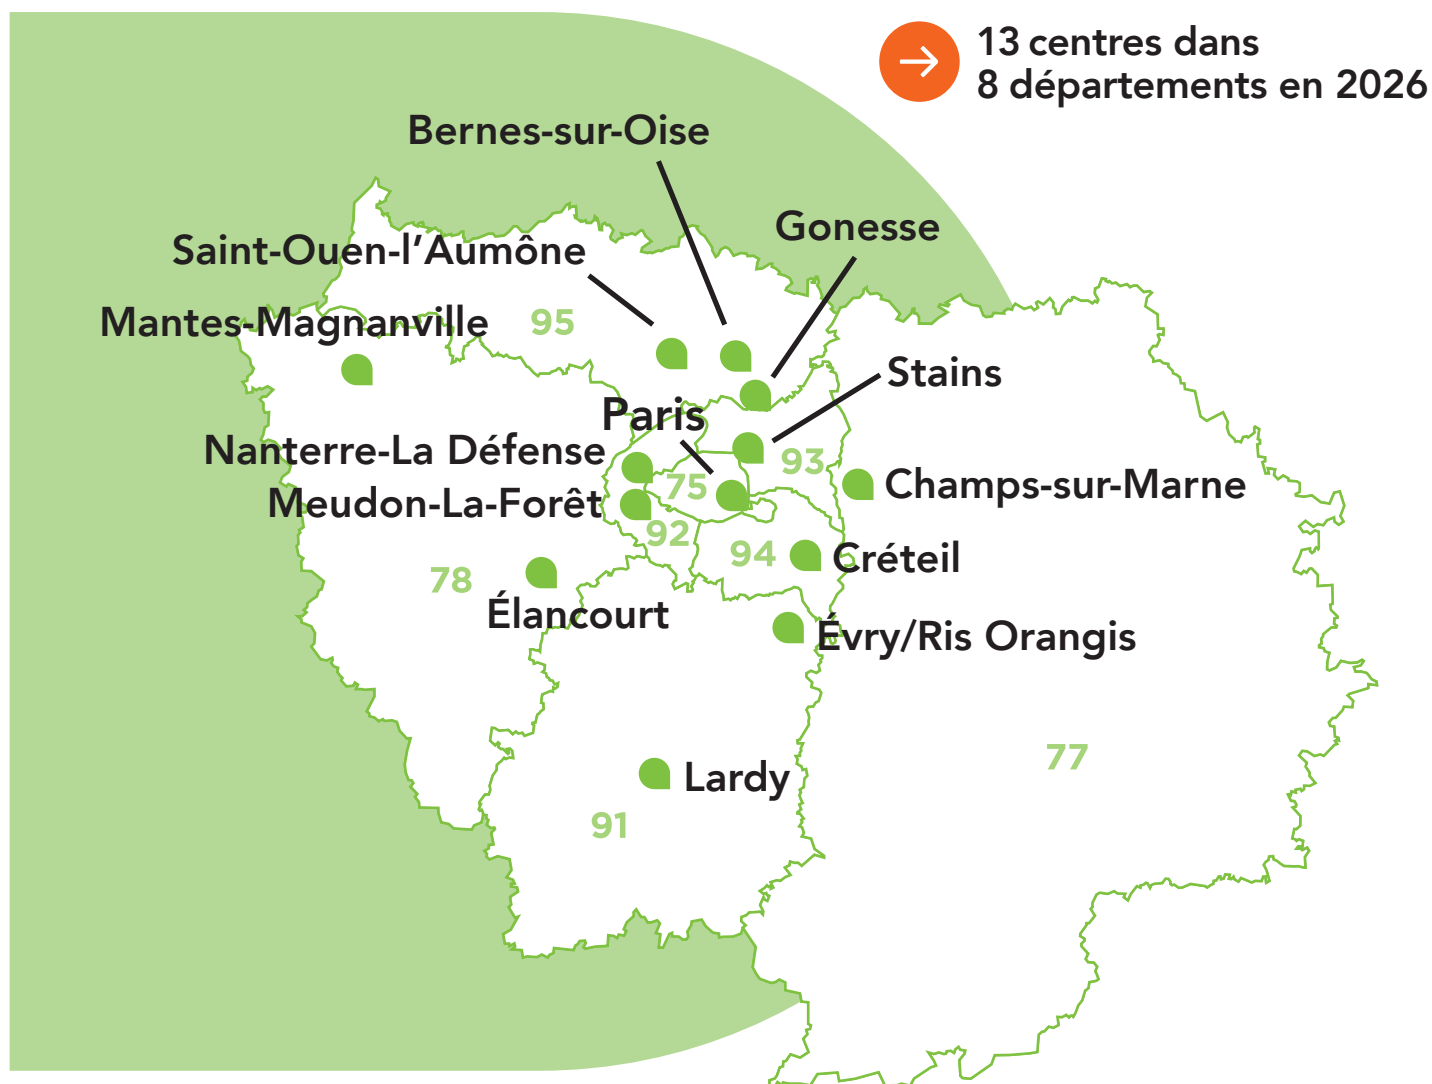 13 centres dans
8 départements en 2026
Bernes-sur-Oise
Gonesse
Saint-Ouen-l’Aumône
Mantes-Magnanville
95
Stains
Paris
Nanterre-La Défense
93
75
Champs-sur-Marne
Meudon-La-Forêt
92
94
Créteil
78
Élancourt
Évry/Ris Orangis
77
Lardy
91